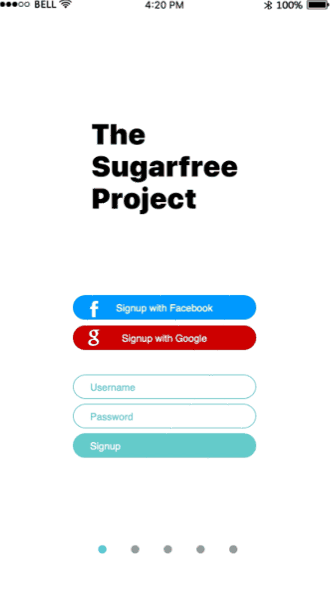 BELL 4:20 PM 100%
The
Sugarfree
Project
f Signup with Facebook
g Signup with Google
Username
Password
Signup